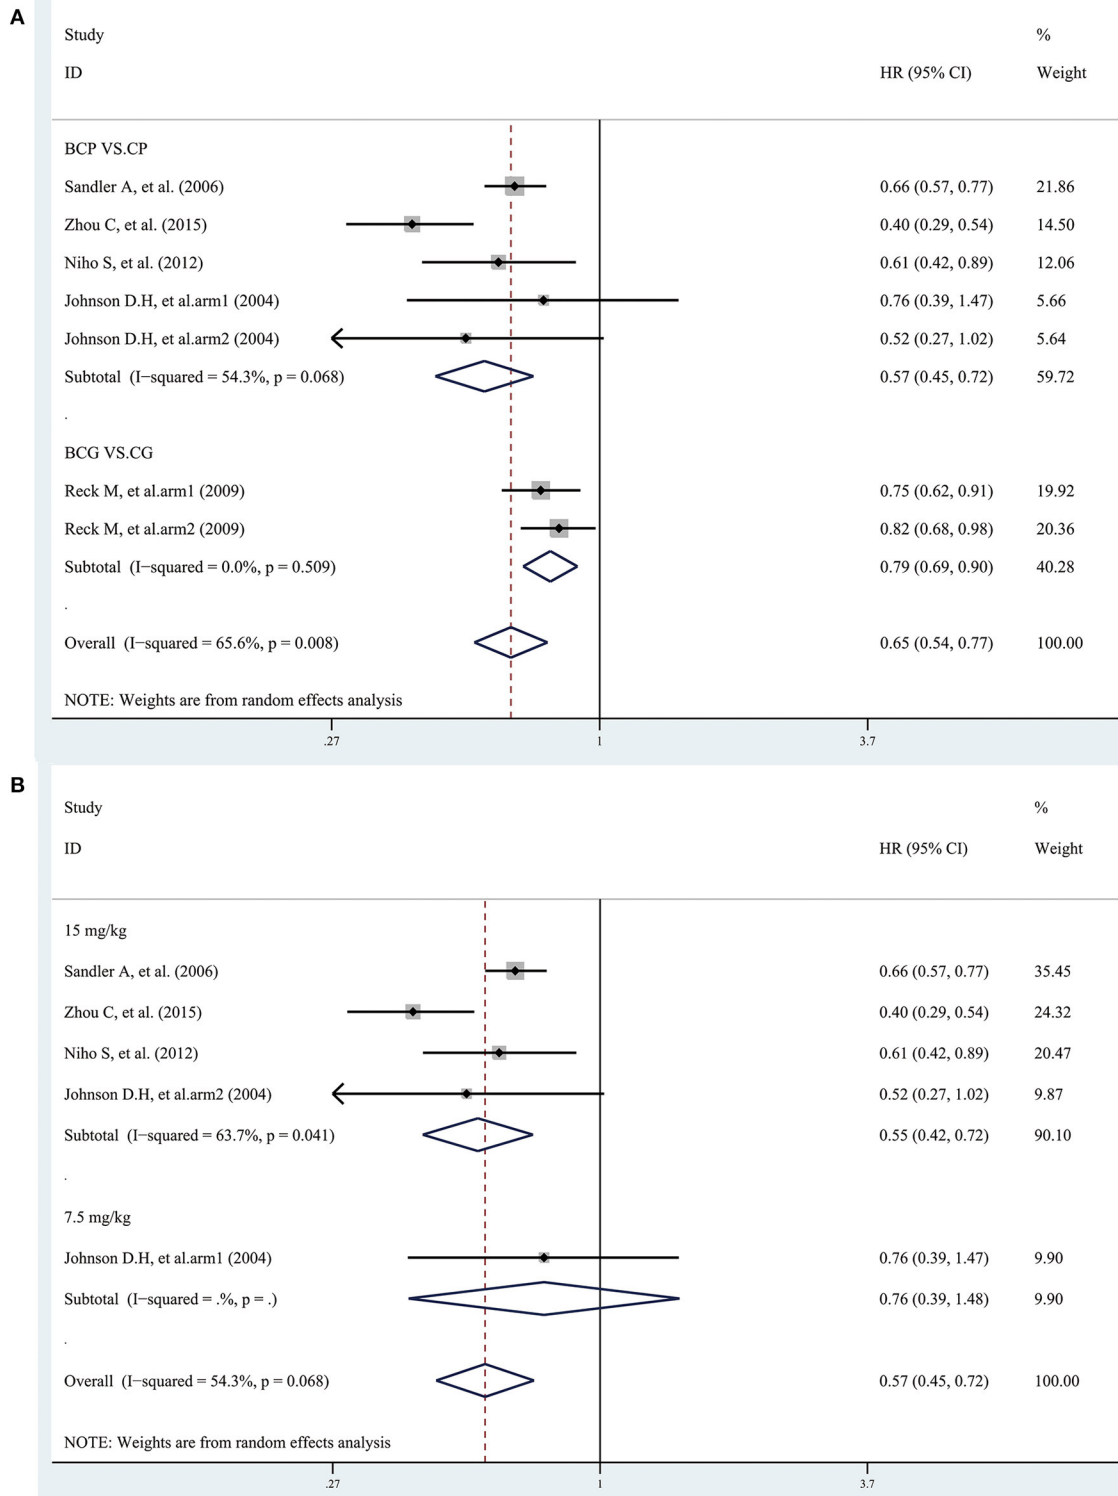 A
Study %
ID HR (95% CI) Weight
BCP VS.CP
Sandler A, et al. (2006) 0.66 (0.57, 0.77) 21.86
Zhou C, et al. (2015) 0.40 (0.29, 0.54) 14.50
Niho S, et al. (2012) 0.61 (0.42, 0.89) 12.06
Johnson D.H, et al.arm1 (2004) 0.76 (0.39, 1.47) 5.66
Johnson D.H, et al.arm2 (2004) 0.52 (0.27, 1.02) 5.64
Subtotal (I−squared = 54.3%, p = 0.068) 0.57 (0.45, 0.72) 59.72
.
BCG VS.CG
Reck M, et al.arm1 (2009) 0.75 (0.62, 0.91) 19.92
Reck M, et al.arm2 (2009) 0.82 (0.68, 0.98) 20.36
Subtotal (I−squared = 0.0%, p = 0.509) 0.79 (0.69, 0.90) 40.28
.
Overall (I−squared = 65.6%, p = 0.008) 0.65 (0.54, 0.77) 100.00
NOTE: Weights are from random effects analysis
.27 1 3.7
B
Study %
ID HR (95% CI) Weight
15 mg/kg
Sandler A, et al. (2006) 0.66 (0.57, 0.77) 35.45
Zhou C, et al. (2015) 0.40 (0.29, 0.54) 24.32
Niho S, et al. (2012) 0.61 (0.42, 0.89) 20.47
Johnson D.H, et al.arm2 (2004) 0.52 (0.27, 1.02) 9.87
Subtotal (I−squared = 63.7%, p = 0.041) 0.55 (0.42, 0.72) 90.10
.
7.5 mg/kg
Johnson D.H, et al.arm1 (2004) 0.76 (0.39, 1.47) 9.90
Subtotal (I−squared = .%, p = .) 0.76 (0.39, 1.48) 9.90
.
Overall (I−squared = 54.3%, p = 0.068) 0.57 (0.45, 0.72) 100.00
NOTE: Weights are from random effects analysis
.27 1 3.7